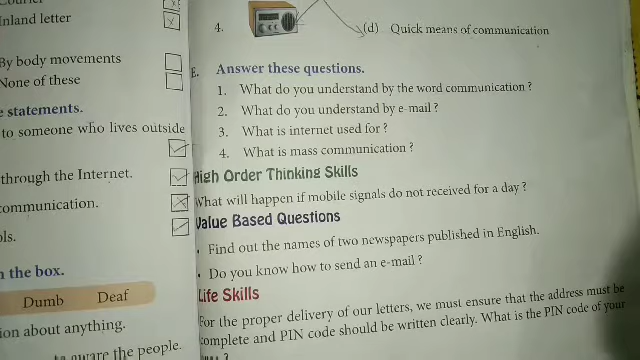 Inland letter
By body movements
None of these
statements.
to someone who lives outside
through the Internet.
ommunication.
ols.
the box.
Dumb Deaf
ion about anything.
aware the people.
4. (d) Quick means of communication
E. Answer these questions.
1. What do you understand by the word communication ?
2. What do you understand by e-mail ?
3. What is internet used for ?
4. What is mass communication ?
High Order Thinking Skills
What will happen if mobile signals do not received for a day ?
Value Based Questions
• Find out the names of two newspapers published in English.
• Do you know how to send an e-mail ?
Life Skills
For the proper delivery of our letters, we must ensure that the address must be
complete and PIN code should be written clearly. What is the PIN code of your